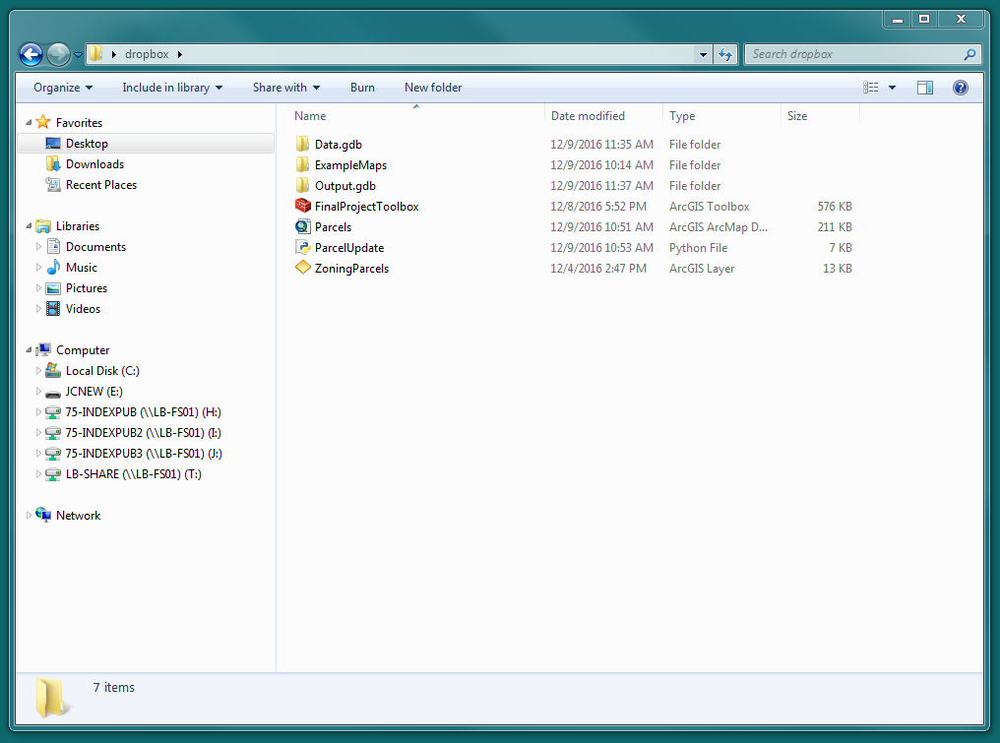 dropbox
Search dropbox
Organize Include in library Share with Burn New folder
Name Date modified Type Size
Favorites
Desktop
Downloads
Recent Places
Libraries
Documents
Music
Pictures
Videos
Computer
Local Disk (C:)
JCNEW (E:)
75-INDEXPUB (\\LB-FS01) (H:)
75-INDEXPUB2 (\\LB-FS01) (I:)
75-INDEXPUB3 (\\LB-FS01) (J:)
LB-SHARE (\\LB-FS01) (T:)
Network
Data.gdb 12/9/2016 11:35 AM File folder
ExampleMaps 12/9/2016 10:14 AM File folder
Output.gdb 12/9/2016 11:37 AM File folder
FinalProjectToolbox 12/8/2016 5:52 PM ArcGIS Toolbox 576 KB
Parcels 12/9/2016 10:51 AM ArcGIS ArcMap D... 211 KB
ParcelUpdate 12/9/2016 10:53 AM Python File 7 KB
ZoningParcels 12/4/2016 2:47 PM ArcGIS Layer 13 KB
7 items